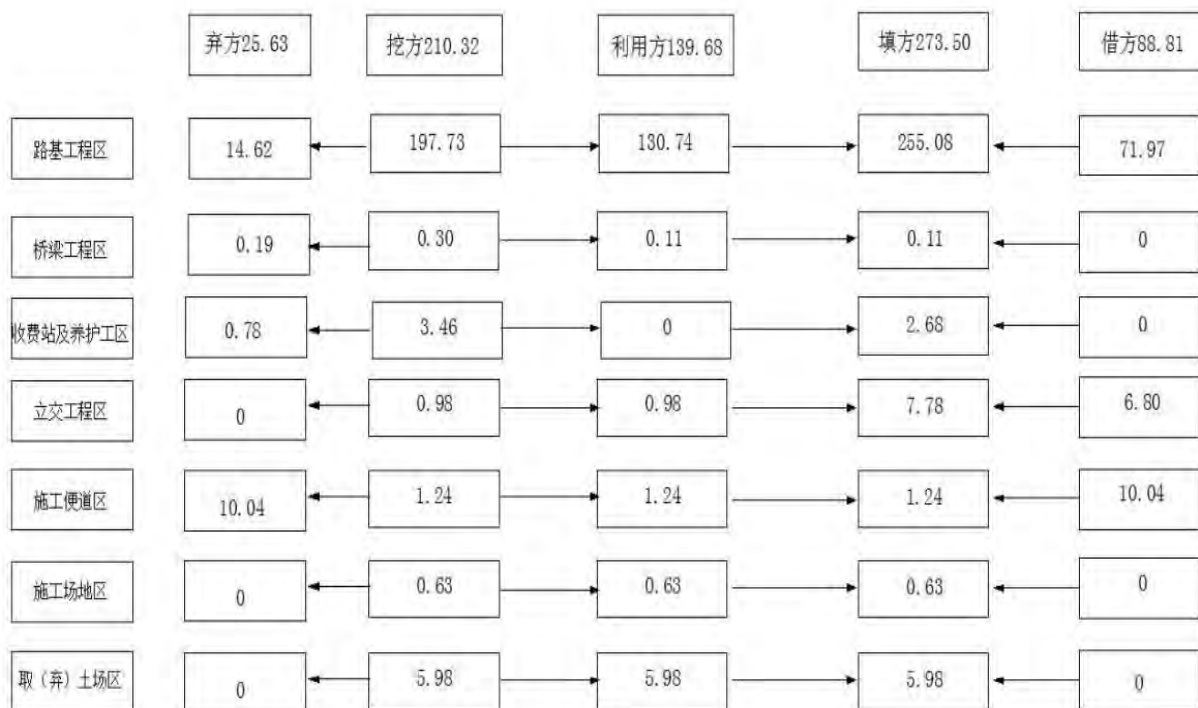 弃方25.63
挖方210.32
利用方139.68
填方273.50
借方88.81
路基工程区
14.62
197.73
130.74
255.08
71.97
桥梁工程区
0.19
0.30
0.11
0.11
0
收费站及养护工区
0.78
3.46
0
2.68
0
立交工程区
0
0.98
0.98
7.78
6.80
施工便道区
10.04
1.24
1.24
1.24
10.04
施工场地区
0
0.63
0.63
0.63
0
取（弃）土场区
0
5.98
5.98
5.98
0